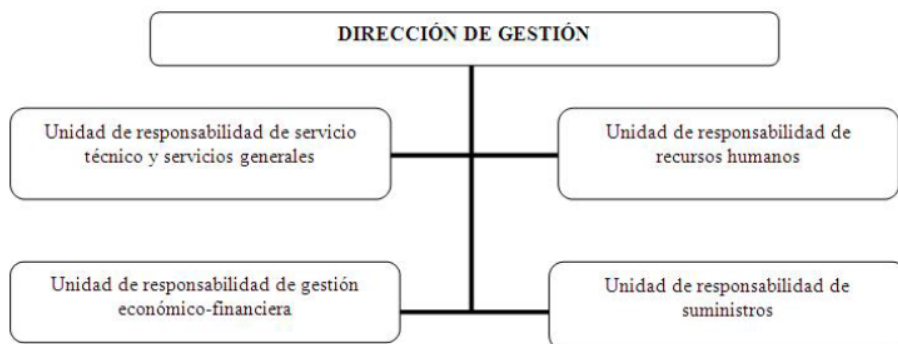 DIRECCIÓN DE GESTIÓN
Unidad de responsabilidad de servicio
técnico y servicios generales
Unidad de responsabilidad de
recursos humanos
Unidad de responsabilidad de gestión
económico-financiera
Unidad de responsabilidad de
suministros